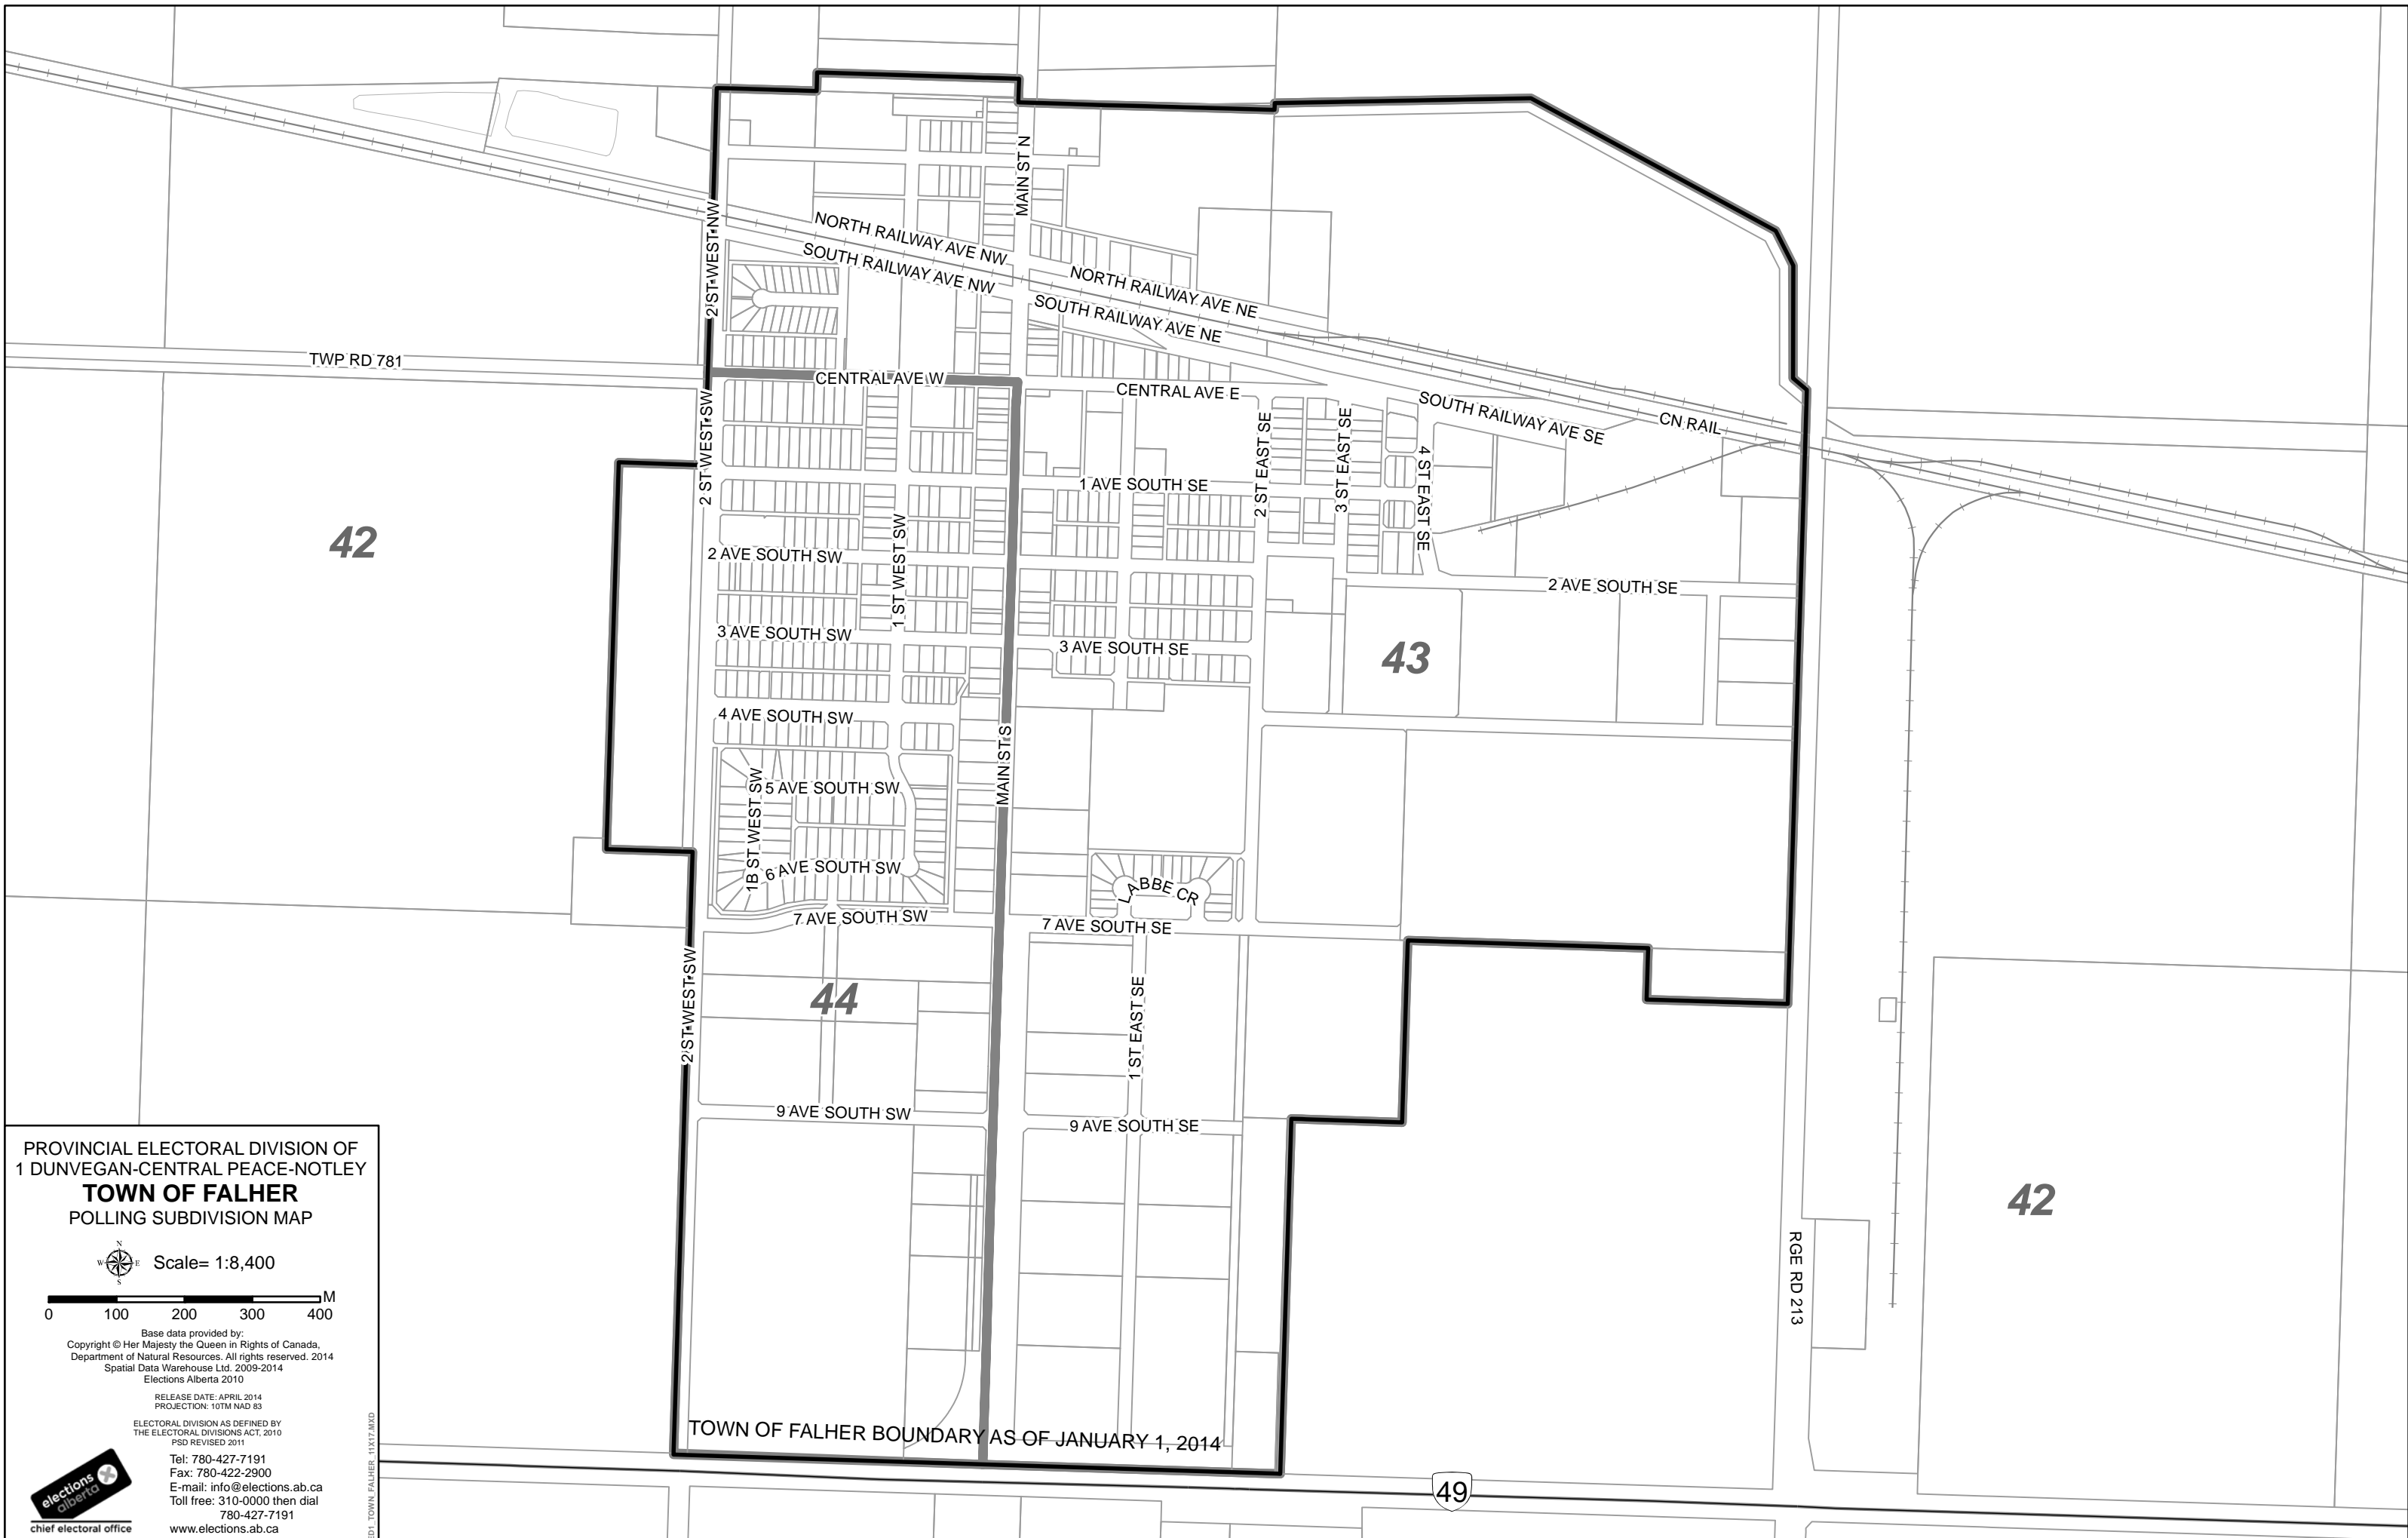 MAIN ST N
2 ST WEST NW
NORTH RAILWAY AVE NW
SOUTH RAILWAY AVE NW
NORTH RAILWAY AVE NE
SOUTH RAILWAY AVE NE
TWP RD 781
CENTRAL AVE W
CENTRAL AVE E
SOUTH RAILWAY AVE SE
CN RAIL
2 ST WEST SW
2 ST EAST SE
3 ST EAST SE
4 ST EAST SE
1 AVE SOUTH SE
42
1 ST WEST SW
2 AVE SOUTH SW
2 AVE SOUTH SE
3 AVE SOUTH SW
3 AVE SOUTH SE
43
4 AVE SOUTH SW
MAIN ST S
5 AVE SOUTH SW
1B ST WEST SW
6 AVE SOUTH SW
LABBE CR
7 AVE SOUTH SW
7 AVE SOUTH SE
2 ST WEST SW
44
1 ST EAST SE
9 AVE SOUTH SW
9 AVE SOUTH SE
42
RGE RD 213
TOWN OF FALHER BOUNDARY AS OF JANUARY 1, 2014
49
PROVINCIAL ELECTORAL DIVISION OF
1 DUNVEGAN-CENTRAL PEACE-NOTLEY
TOWN OF FALHER
POLLING SUBDIVISION MAP
N
W E
S
Scale= 1:8,400
M
0 100 200 300 400
Base data provided by:
Copyright © Her Majesty the Queen in Rights of Canada,
Department of Natural Resources. All rights reserved. 2014
Spatial Data Warehouse Ltd. 2009-2014
Elections Alberta 2010
RELEASE DATE: APRIL 2014
PROJECTION: 10TM NAD 83
ELECTORAL DIVISION AS DEFINED BY
THE ELECTORAL DIVISIONS ACT, 2010
PSD REVISED 2011
elections
alberta
chief electoral office
Tel: 780-427-7191
Fax: 780-422-2900
E-mail: info@elections.ab.ca
Toll free: 310-0000 then dial
780-427-7191
www.elections.ab.ca
ED1_TOWN_FALHER_11X17.MXD